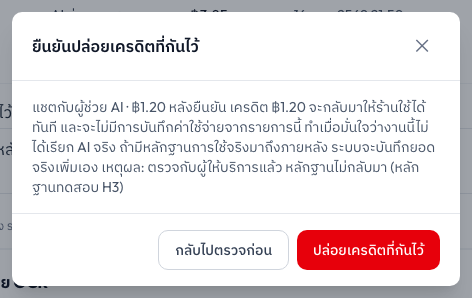 ยืนยันปล่อยเครดิตที่กันไว้
แชตกับผู้ช่วย AI · ฿1.20 หลังยืนยัน เครดิต ฿1.20 จะกลับมาให้ร้านใช้ได้
ทันที และจะไม่มีการบันทึกค่าใช้จ่ายจากรายการนี้ ทำเมื่อมั่นใจว่างานนี้ไม่
ได้เรียก AI จริง ถ้ามีหลักฐานการใช้จริงมาถึงภายหลัง ระบบจะบันทึกยอด
จริงเพิ่มเอง เหตุผล: ตรวจกับผู้ให้บริการแล้ว หลักฐานไม่กลับมา (หลัก
ฐานทดสอบ H3)
กลับไปตรวจก่อน
ปล่อยเครดิตที่กันไว้